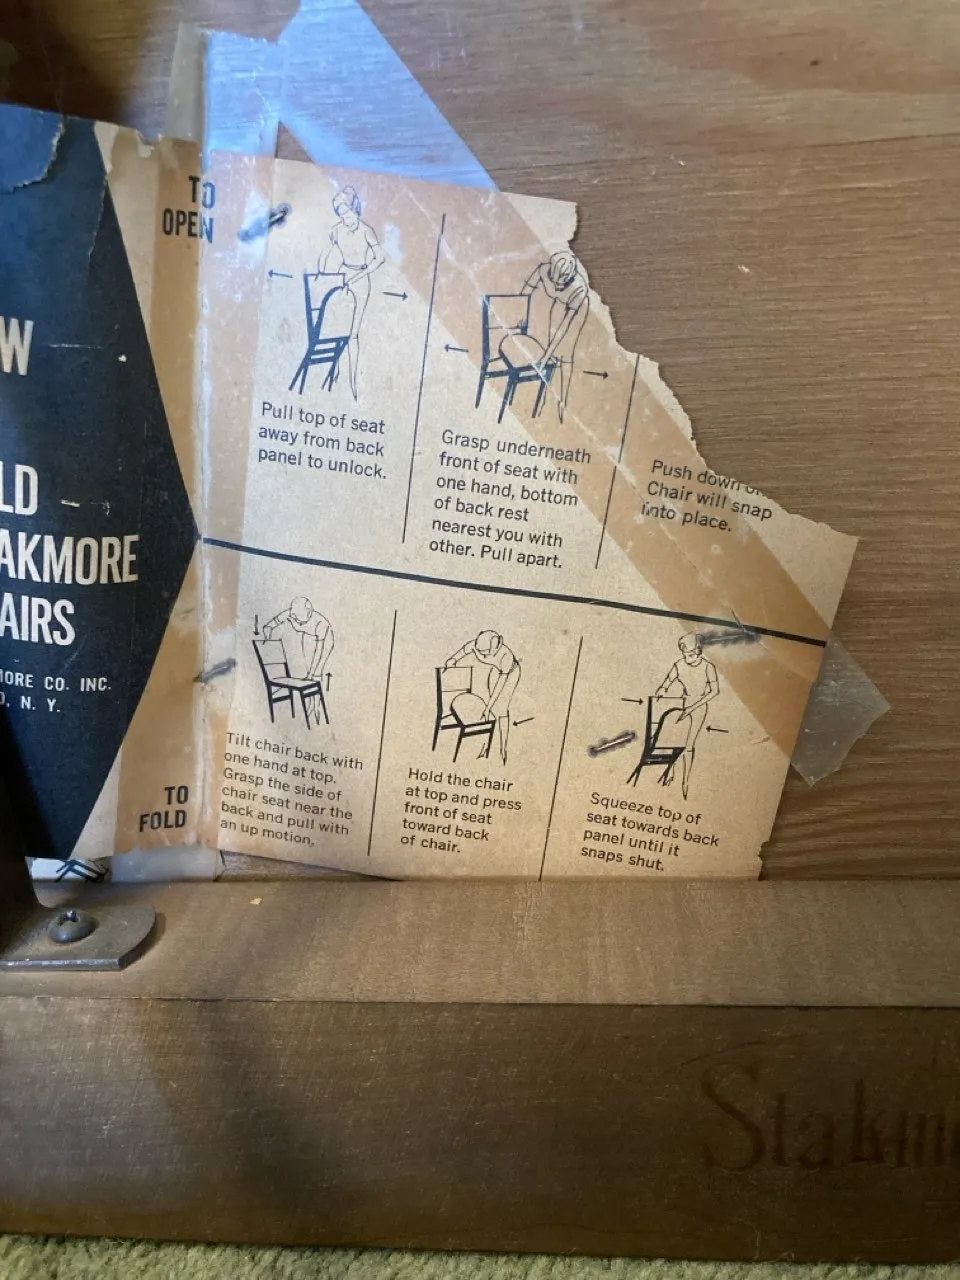 W
LD
AKMORE
AIRS
MORE CO. INC.
N. Y.
TO
OPEN
Pull top of seat
away from back
panel to unlock.
Grasp underneath
front of seat with
one hand, bottom
of back rest
nearest you with
other. Pull apart.
Push down
Chair will snap
into place.
TO
FOLD
Tilt chair back with
one hand at top.
Grasp the side of
chair seat near the
back and pull with
an up motion,
Hold the chair
at top and press
front of seat
toward back
of chair.
Squeeze top of
seat towards back
panel until it
snaps shut.
Stakm